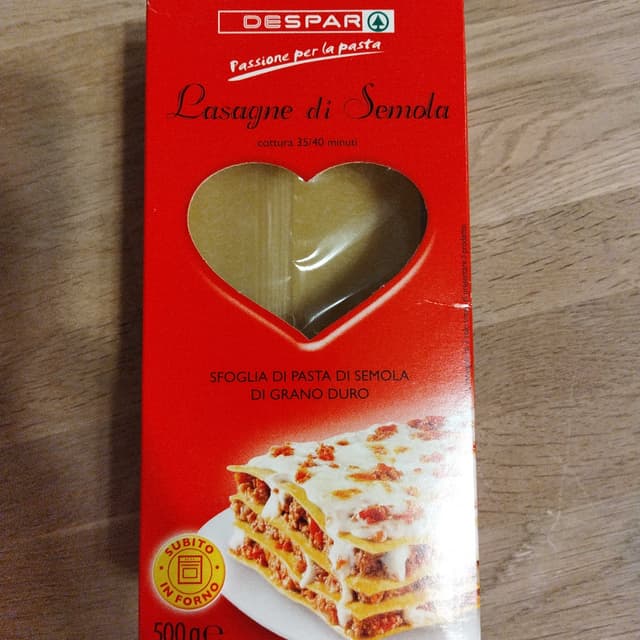 DESPAR
Passione per la pasta
Lasagne di Semola
cottura 35/40 minuti
SFOGLIA DI PASTA DI SEMOLA
DI GRANO DURO
SUBITO
IN FORNO
500g e